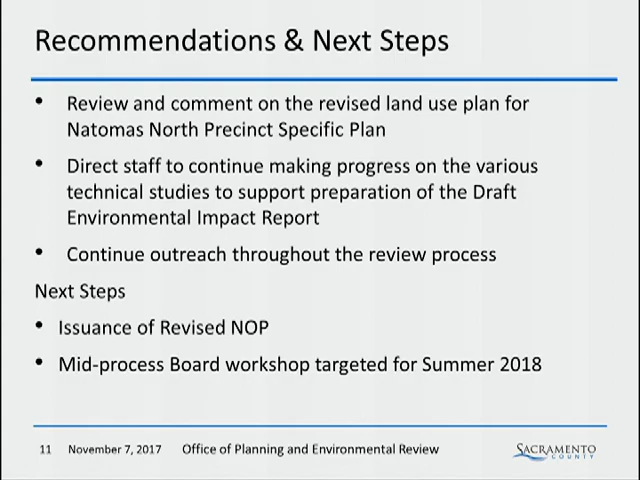 Recommendations & Next Steps
• Review and comment on the revised land use plan for
Natomas North Precinct Specific Plan
• Direct staff to continue making progress on the various
technical studies to support preparation of the Draft
Environmental Impact Report
• Continue outreach throughout the review process
Next Steps
• Issuance of Revised NOP
• Mid-process Board workshop targeted for Summer 2018
11 November 7, 2017 Office of Planning and Environmental Review
SACRAMENTO
COUNTY